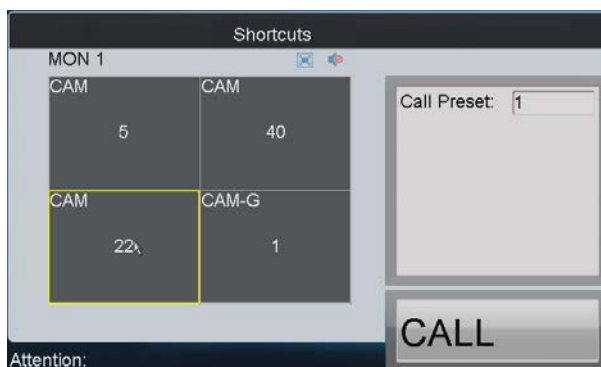 Shortcuts
MON 1
CAM
CAM
5
40
CAM
CAM-G
22
1
Call Preset: 1
CALL
Attention: